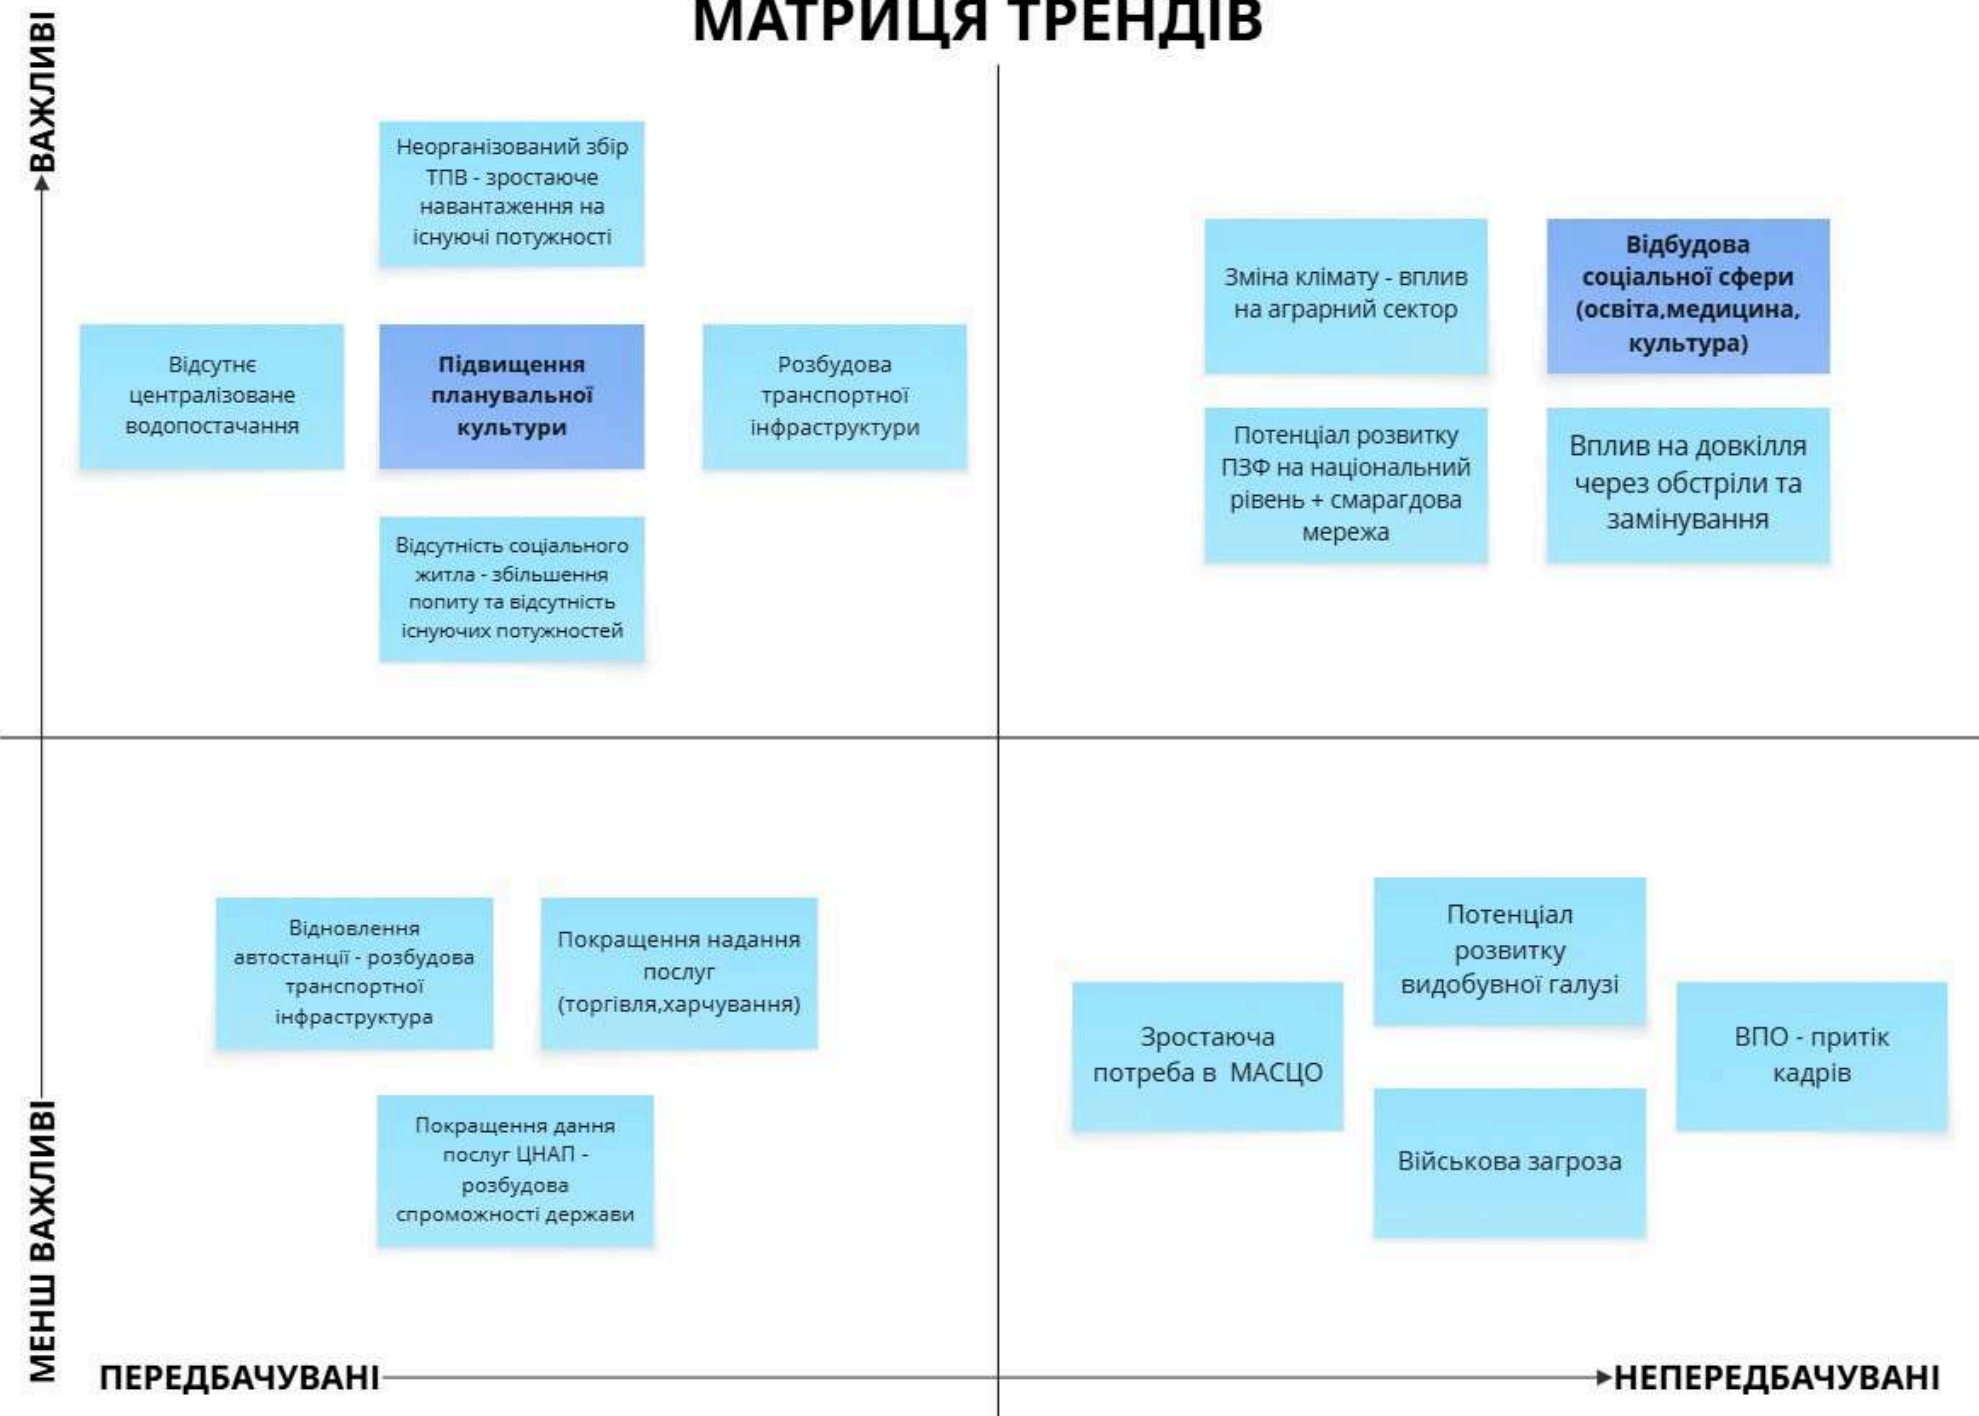 МАТРИЦЯ ТРЕНДІВ
ВАЖЛИВІ
Неорганізований збір
ТПВ - зростаюче
навантаження на
існуючі потужності
Відсутнє
централізоване
водопостачання
Підвищення
планувальної
культури
Розбудова
транспортної
інфраструктури
Відсутність соціального
житла - збільшення
попиту та відсутність
існуючих потужностей
Зміна клімату - вплив
на аграрний сектор
Відбудова
соціальної сфери
(освіта,медицина,
культура)
Потенціал розвитку
ПЗФ на національний
рівень + смарагдова
мережа
Вплив на довкілля
через обстріли та
замінування
Відновлення
автостанції - розбудова
транспортної
інфраструктура
Покращення надання
послуг
(торгівля,харчування)
Покращення дання
послуг ЦНАП -
розбудова
спроможності держави
Потенціал
розвитку
видобувної галузі
Зростаюча
потреба в  МАСЦО
ВПО - притік
кадрів
Військова загроза
МЕНШ ВАЖЛИВІ
ПЕРЕДБАЧУВАНІ
НЕПЕРЕДБАЧУВАНІ